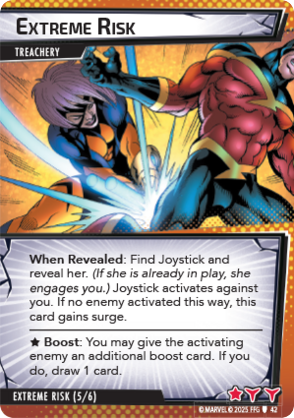 Extreme Risk
TREACHERY
When Revealed: Find Joystick and
reveal her. (If she is already in play, she
engages you.) Joystick activates against
you. If no enemy activated this way, this
card gains surge.
★ Boost: You may give the activating
enemy an additional boost card. If you
do, draw 1 card.
EXTREME RISK (5/6)
© MARVEL © 2025 FFG 42